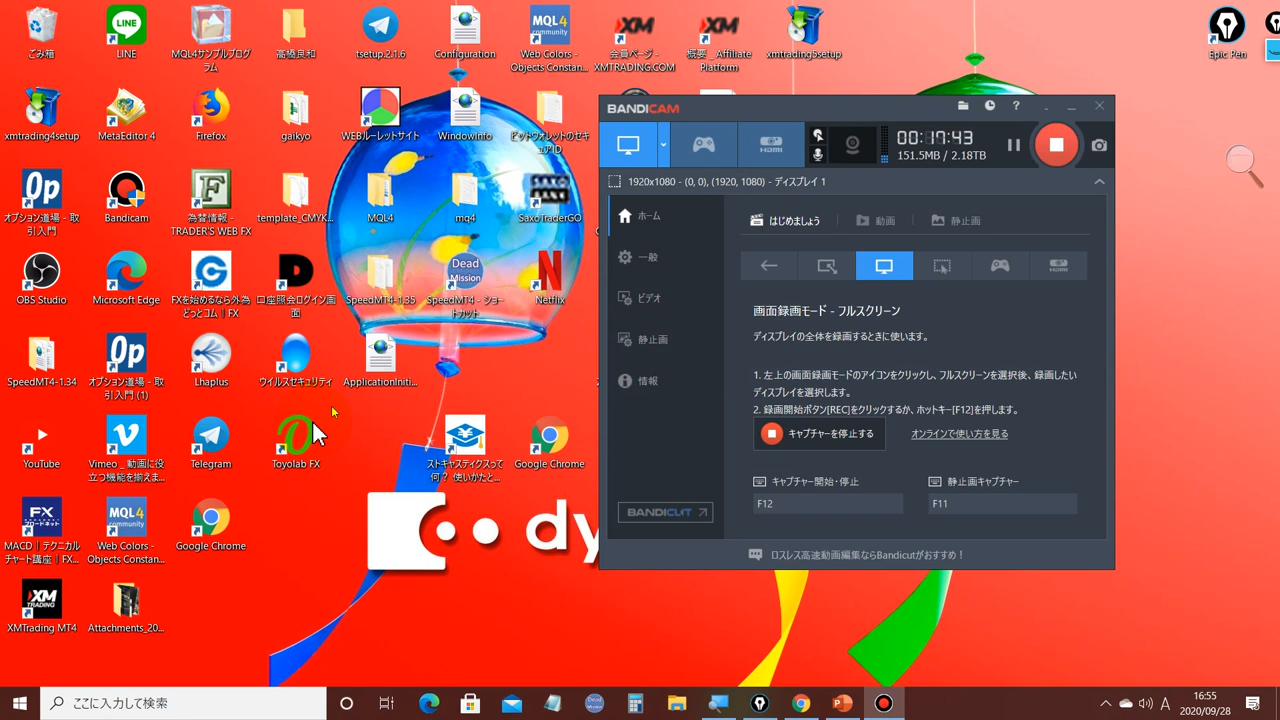 ごみ箱
LINE
MQL4サンプルプログラム
高橋良和
tsetup.2.1.6
Configuration
MQL4
community
Web Colors -
Objects Constan...
XM
会員ページ -
XMTRADING.COM
XM
概要 _ Affiliate
Platform
xmtrading5setup
Epic Pen
xmtrading4setup
MetaEditor 4
Firefox
gaikyo
WEBルーレットサイト
WindowInfo
ビットウォレットのセキュアID
Op
オプション道場 - 取引入門
Bandicam
為替情報 -
TRADER'S WEB FX
template_CMYK...
MQL4
mq4
SAXO
BANK
SaxoTraderGO
OBS Studio
Microsoft Edge
FXを始めるなら外為どっとコム | FX
口座照会ログイン画面
SpeedMT4-1.35
Dead
Mission
SpeedMT4 - ショートカット
Netflix
SpeedMT4-1.34
Op
オプション道場 - 取引入門 (1)
Lhaplus
ウイルスセキュリティ
ApplicationIniti...
YouTube
Vimeo _ 動画に役立つ機能を揃えま...
Telegram
Toyolab FX
ストキャスティクスって何？ 使いかたと...
Google Chrome
FX
MACD｜テクニカルチャート講座｜FX...
MQL4
community
Web Colors -
Objects Constan...
Google Chrome
XM
TRADING
XMTrading MT4
Attachments_20...
dy
BANDICAM
HDMI
00:17:43
151.5MB / 2.18TB
1920x1080 - (0, 0), (1920, 1080) - ディスプレイ 1
ホーム
一般
ビデオ
静止画
情報
BANDICUT
はじめましょう
動画
静止画
HDMI
画面録画モード - フルスクリーン
ディスプレイの全体を録画するときに使います。
1. 左上の画面録画モードのアイコンをクリックし、フルスクリーンを選択後、録画したい
ディスプレイを選択します。
2. 録画開始ボタン[REC]をクリックするか、ホットキー[F12]を押します。
キャプチャーを停止する
オンラインで使い方を見る
キャプチャー開始・停止
静止画キャプチャー
F12
F11
ロスレス高速動画編集ならBandicutがおすすめ！
ここに入力して検索
A
16:55
2020/09/28